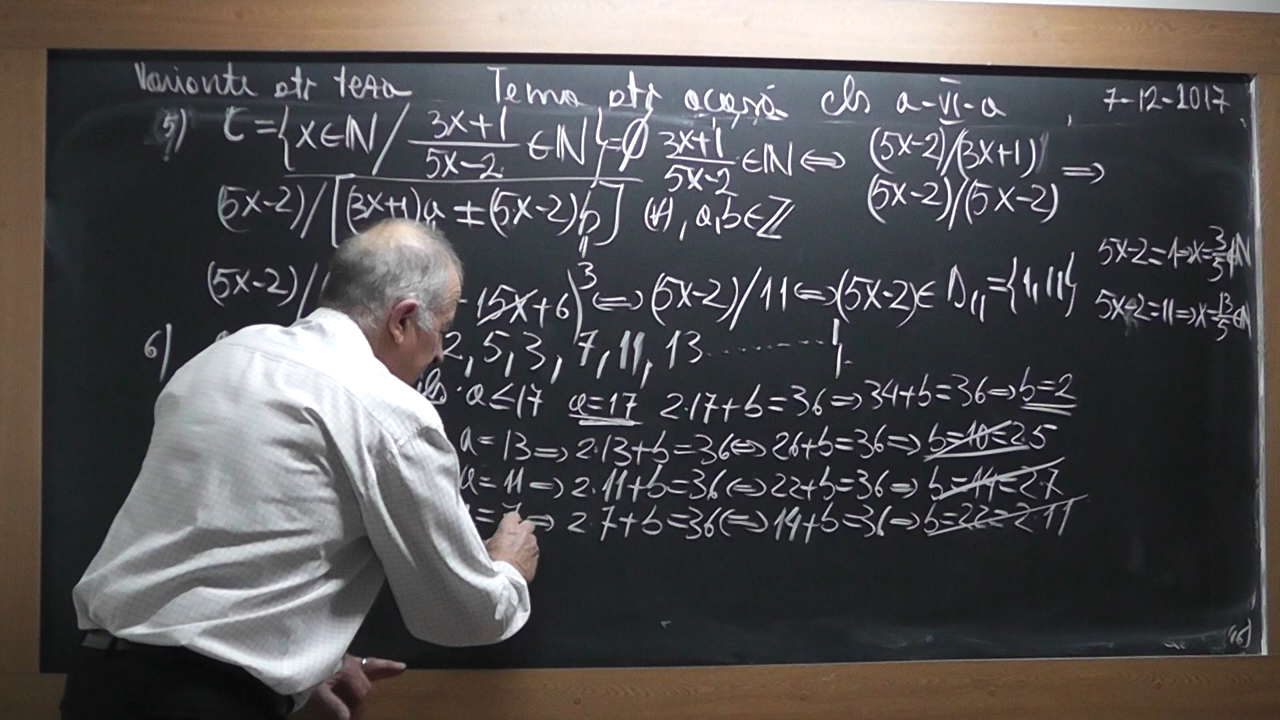 Variante ptr teza Tema ptr acasă cls a-VI-a, 7-12-2017
5) C={x∈ℕ/ (3x+1)/(5x-2) ∈ℕ}=∅ (3x+1)/(5x-2) ∈ℕ ⇔ (5x-2)/(3x+1) ⇒
(5x-2)/(5x-2)
(5x-2)/[(3x+1)a ± (5x-2)b] (∀), a,b∈ℤ
5x-2=1⇒x=3/5∉ℕ
(5x-2)/ -15x+6) ⇔ (5x-2)/11 ⇔ (5x-2)∈ D₁₁={1,11}
5x-2=11⇒x=13/5∉ℕ
6) 2, 5, 3, 7, 11, 13..........
a≤17 a=17 2·17+b=36⇒34+b=36⇒b=2
a=13⇒2·13+b=36⇔26+b=36⇒b=10=2·5
a=11⇒2·11+b=36⇔22+b=36⇒b=14=2·7
=7⇒2·7+b=36⇔14+b=36⇒b=22=2·11